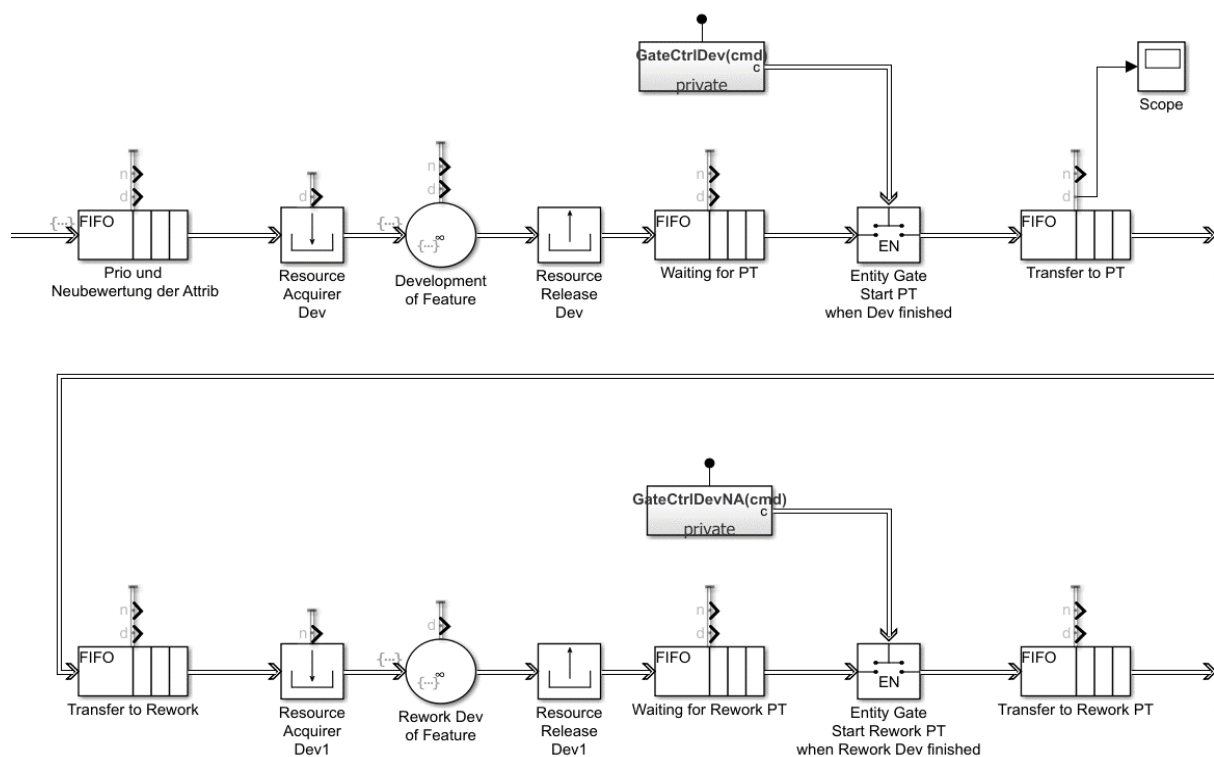 GateCtrlDev(cmd)
c
private
Scope
n
d
{...}
FIFO
Prio und
Neubewertung der Attrib
d
Resource
Acquirer
Dev
{...}
n
d
∞
{...}
Development
of Feature
Resource
Release
Dev
n
d
FIFO
Waiting for PT
EN
Entity Gate
Start PT
when Dev finished
n
d
FIFO
Transfer to PT
GateCtrlDevNA(cmd)
c
private
n
d
FIFO
Transfer to Rework
n
Resource
Acquirer
Dev1
{...}
d
∞
{...}
Rework Dev
of Feature
Resource
Release
Dev1
n
d
FIFO
Waiting for Rework PT
EN
Entity Gate
Start Rework PT
when Rework Dev finished
n
d
FIFO
Transfer to Rework PT